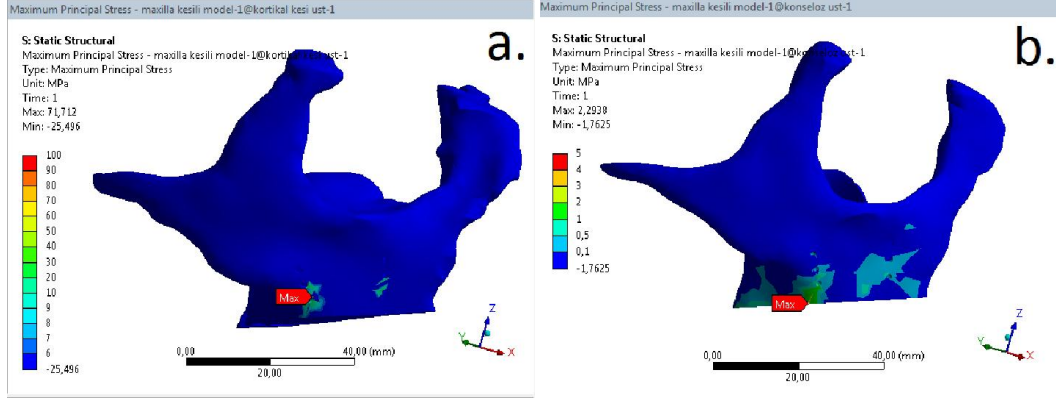 Maximum Principal Stress - maxilla kesili model-1@kortikal kesi ust-1
a.
S: Static Structural
Maximum Principal Stress - maxilla kesili model-1@kortikal kesi ust-1
Type: Maximum Principal Stress
Unit: MPa
Time: 1
Max: 71,712
Min: -25,496
100
90
80
70
60
50
40
30
20
10
9
8
7
6
-25,496
Max
Z
Y
X
0,00
40,00 (mm)
20,00
Maximum Principal Stress - maxilla kesili model-1@konseloz ust-1
b.
S: Static Structural
Maximum Principal Stress - maxilla kesili model-1@konseloz ust-1
Type: Maximum Principal Stress
Unit: MPa
Time: 1
Max: 2,2938
Min: -1,7625
5
4
3
2
1
0,5
0,1
-1,7625
Max
Z
Y
X
0,00
40,00 (mm)
20,00